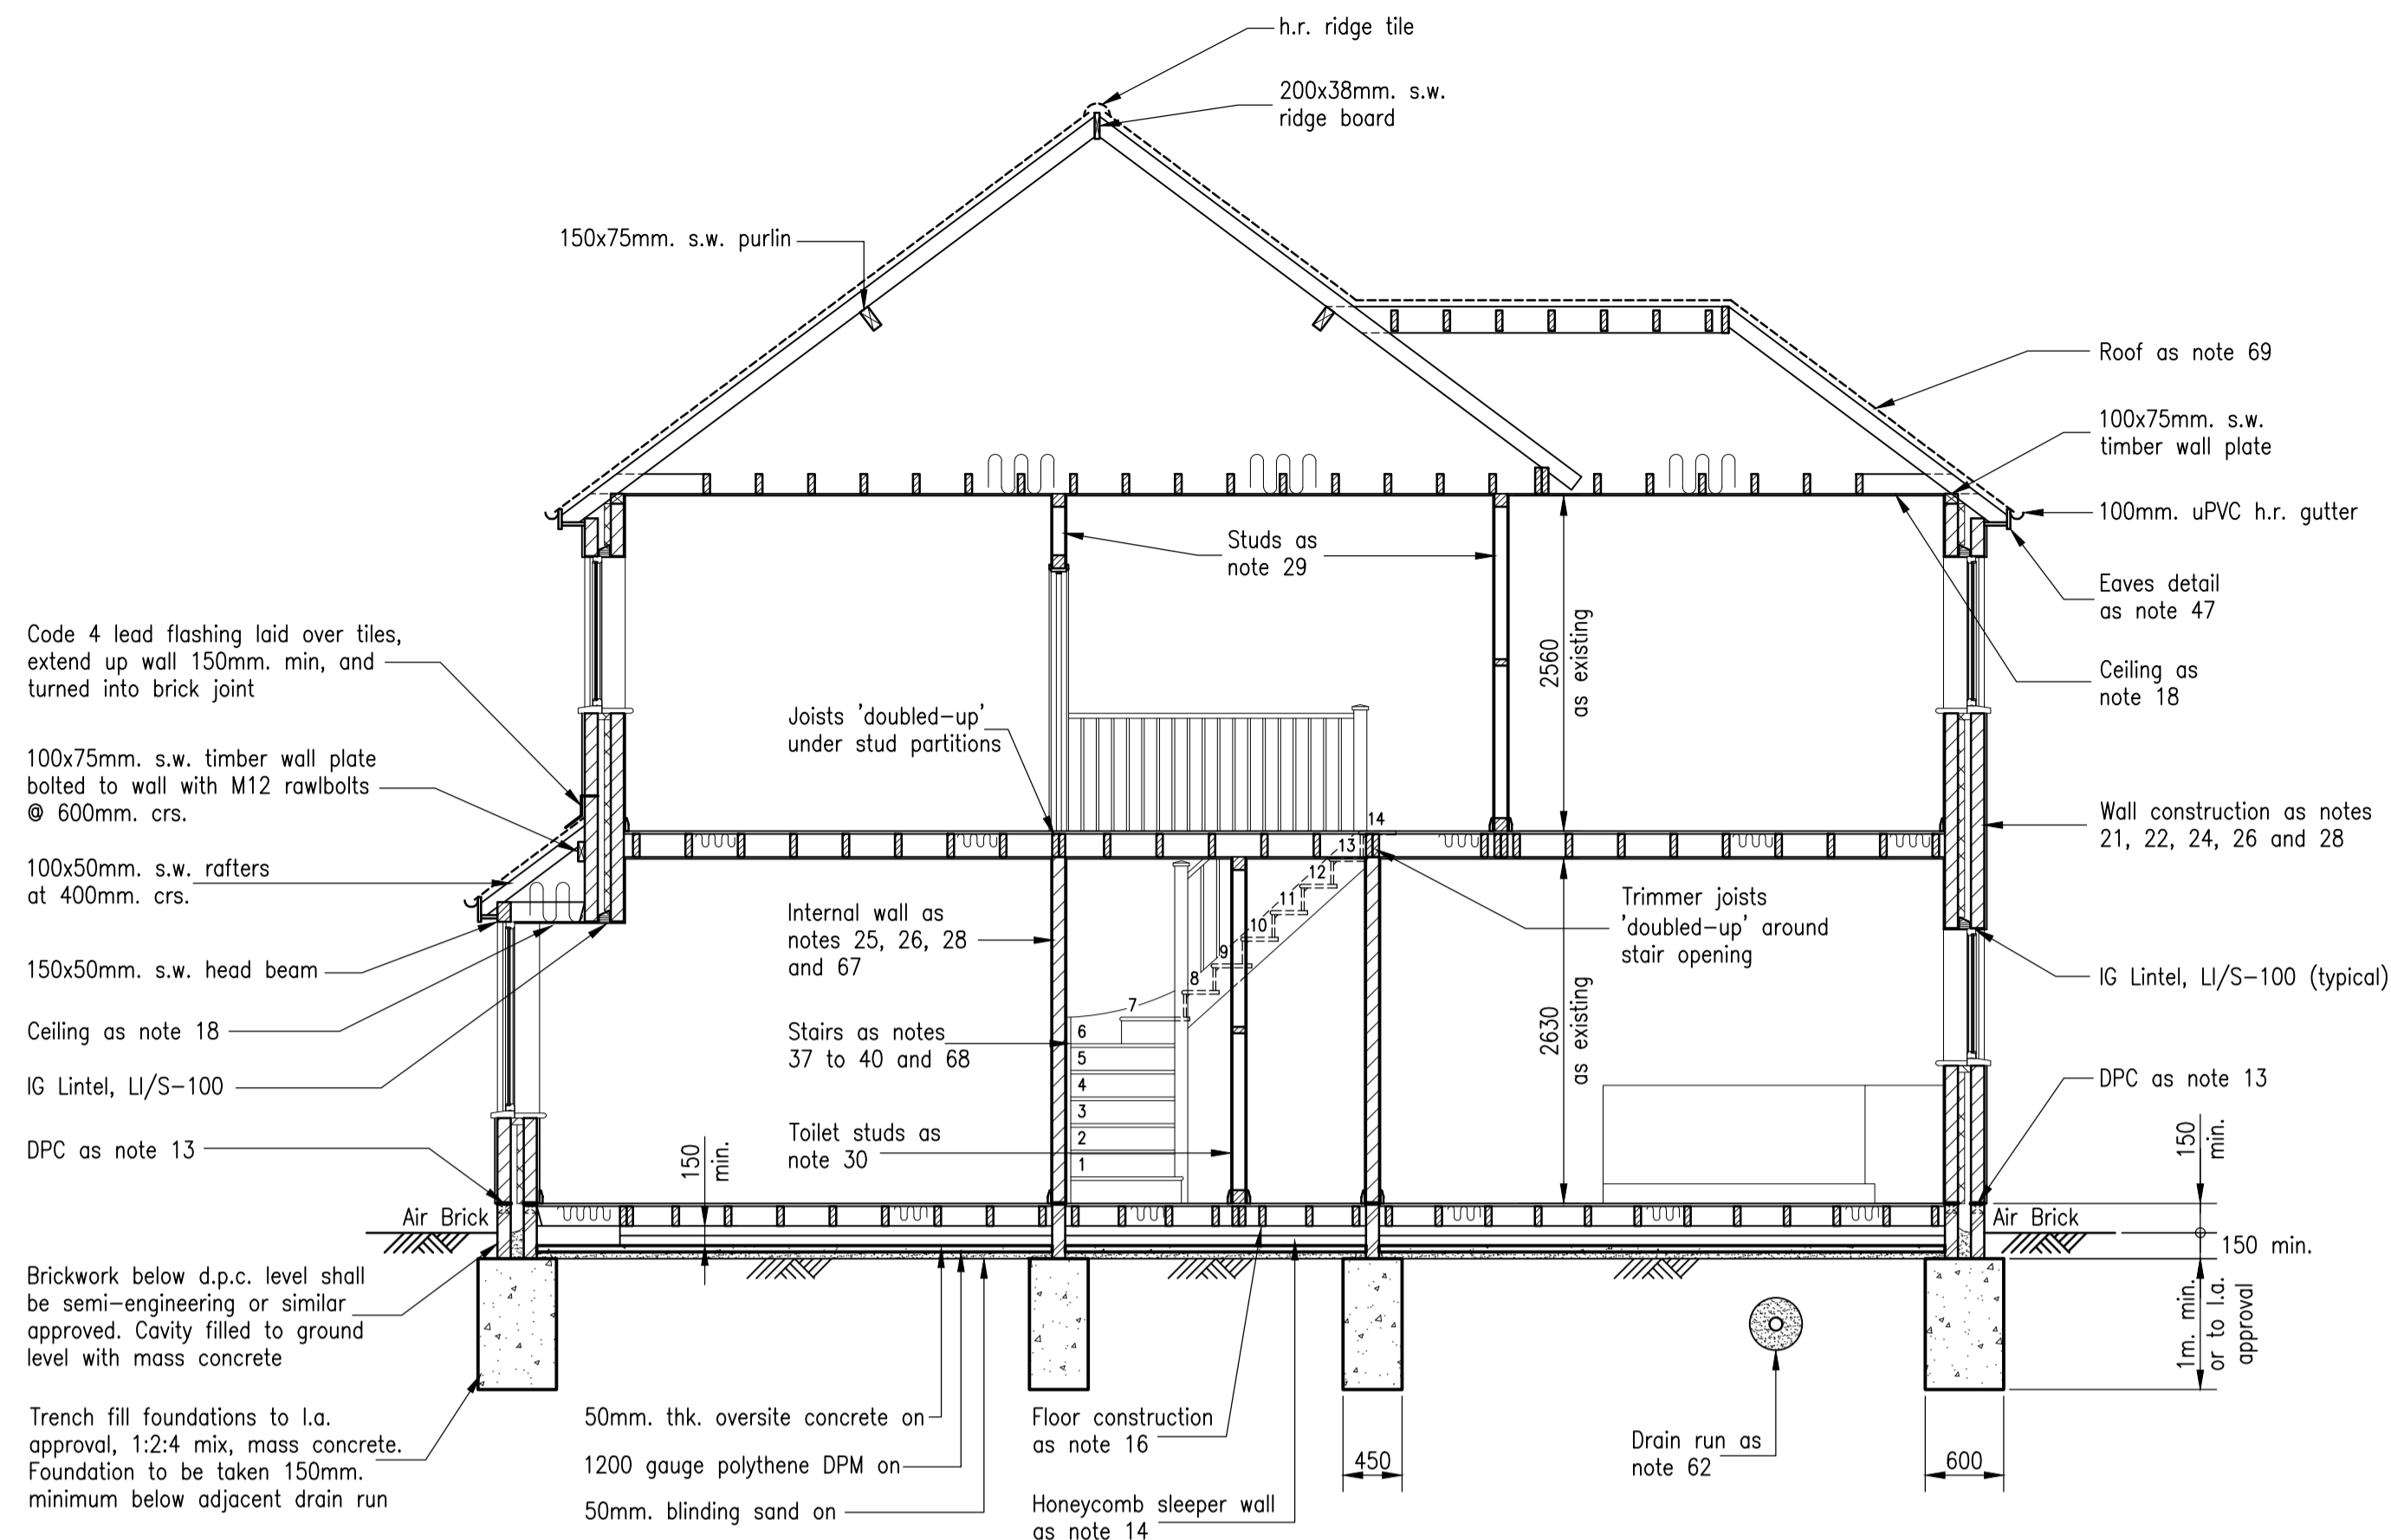 h.r. ridge tile
200x38mm. s.w.
ridge board
150x75mm. s.w. purlin
Roof as note 69
100x75mm. s.w.
timber wall plate
100mm. uPVC h.r. gutter
Eaves detail
as note 47
Ceiling as
note 18
Wall construction as notes
21, 22, 24, 26 and 28
IG Lintel, LI/S-100 (typical)
DPC as note 13
150
min.
Air Brick
150 min.
1m. min.
or to l.a.
approval
Studs as
note 29
2560
as existing
Joists 'doubled-up'
under stud partitions
Code 4 lead flashing laid over tiles,
extend up wall 150mm. min, and
turned into brick joint
100x75mm. s.w. timber wall plate
bolted to wall with M12 rawlbolts
@ 600mm. crs.
100x50mm. s.w. rafters
at 400mm. crs.
150x50mm. s.w. head beam
Ceiling as note 18
IG Lintel, LI/S-100
DPC as note 13
Air Brick
Brickwork below d.p.c. level shall
be semi-engineering or similar
approved. Cavity filled to ground
level with mass concrete
Trench fill foundations to l.a.
approval, 1:2:4 mix, mass concrete.
Foundation to be taken 150mm.
minimum below adjacent drain run
Internal wall as
notes 25, 26, 28
and 67
Stairs as notes
37 to 40 and 68
Toilet studs as
note 30
150
min.
14
13
12
11
10
9
8
7
6
5
4
3
2
1
Trimmer joists
'doubled-up' around
stair opening
2630
as existing
50mm. thk. oversite concrete on
1200 gauge polythene DPM on
50mm. blinding sand on
Floor construction
as note 16
Honeycomb sleeper wall
as note 14
450
Drain run as
note 62
600